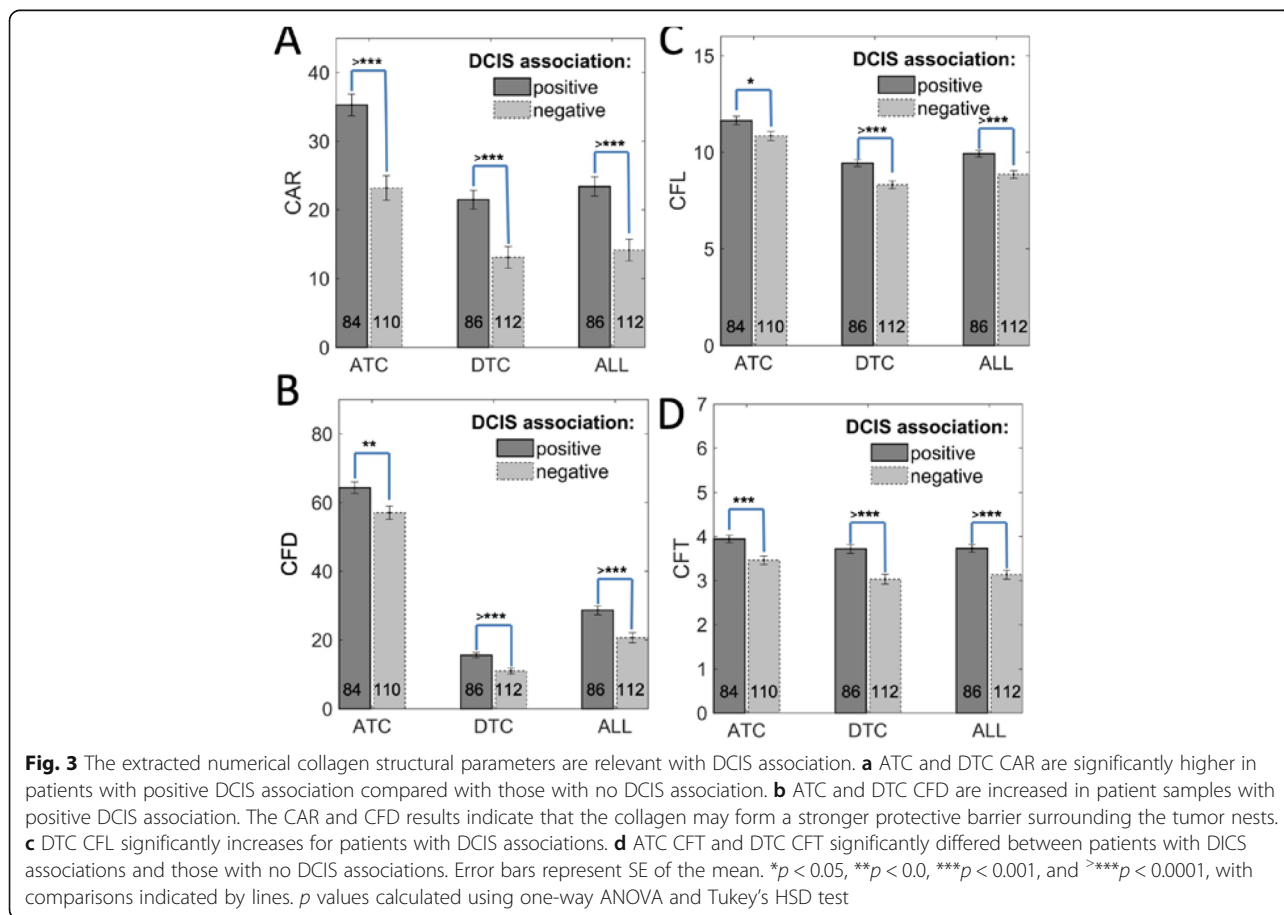 A
DCIS association:
positive
negative
CAR
40
30
20
10
0
>***
>***
>***
84 110 86 112 86 112
ATC DTC ALL
C
DCIS association:
positive
negative
CFL
15
10
5
0
*
>***
>***
84 110 86 112 86 112
ATC DTC ALL
B
DCIS association:
positive
negative
CFD
80
60
40
20
0
**
>***
>***
84 110 86 112 86 112
ATC DTC ALL
D
DCIS association:
positive
negative
CFT
7
6
5
4
3
2
1
0
***
>***
>***
84 110 86 112 86 112
ATC DTC ALL
Fig. 3 The extracted numerical collagen structural parameters are relevant with DCIS association. a ATC and DTC CAR are significantly higher in
patients with positive DCIS association compared with those with no DCIS association. b ATC and DTC CFD are increased in patient samples with
positive DCIS association. The CAR and CFD results indicate that the collagen may form a stronger protective barrier surrounding the tumor nests.
c DTC CFL significantly increases for patients with DCIS associations. d ATC CFT and DTC CFT significantly differed between patients with DICS
associations and those with no DCIS associations. Error bars represent SE of the mean. *p < 0.05, **p < 0.0, ***p < 0.001, and >***p < 0.0001, with
comparisons indicated by lines. p values calculated using one-way ANOVA and Tukey's HSD test